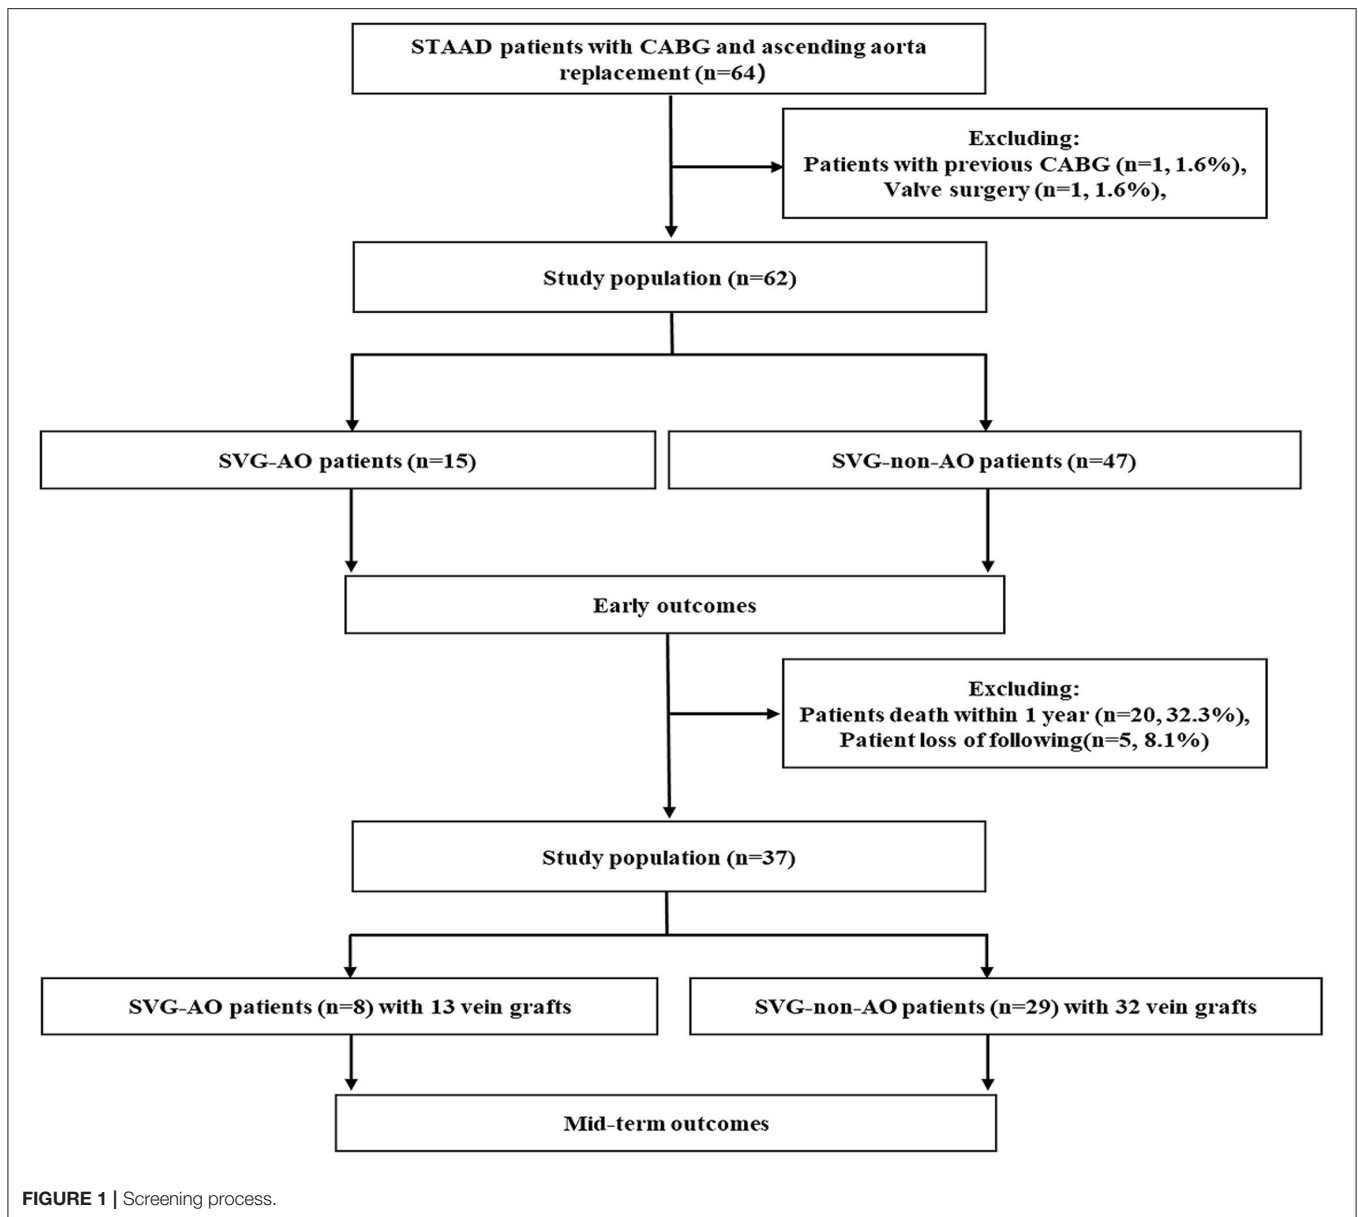 STAAD patients with CABG and ascending aorta
replacement (n=64)
Excluding:
Patients with previous CABG (n=1, 1.6%),
Valve surgery (n=1, 1.6%),
Study population (n=62)
SVG-AO patients (n=15)
SVG-non-AO patients (n=47)
Early outcomes
Excluding:
Patients death within 1 year (n=20, 32.3%),
Patient loss of following(n=5, 8.1%)
Study population (n=37)
SVG-AO patients (n=8) with 13 vein grafts
SVG-non-AO patients (n=29) with 32 vein grafts
Mid-term outcomes
FIGURE 1 | Screening process.